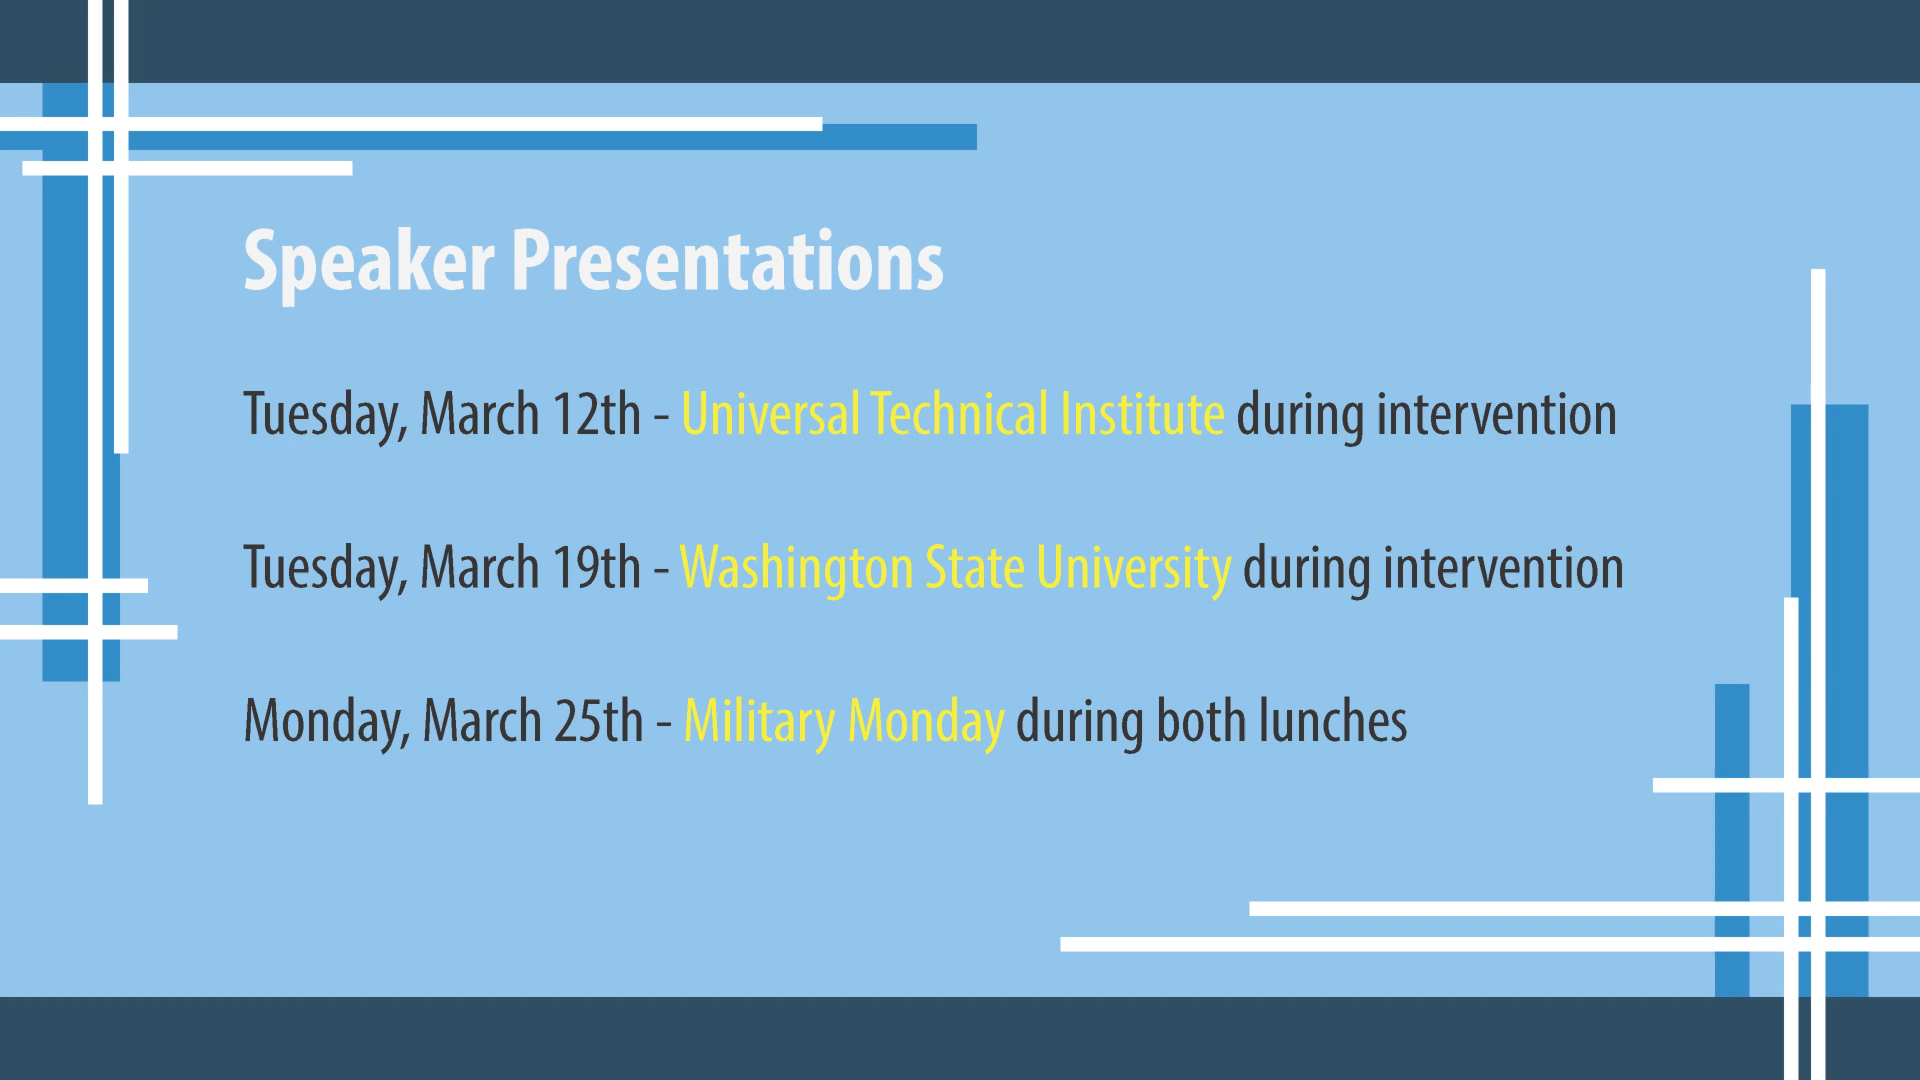 Speaker Presentations
Tuesday, March 12th - Universal Technical Institute during intervention
Tuesday, March 19th - Washington State University during intervention
Monday, March 25th - Military Monday during both lunches